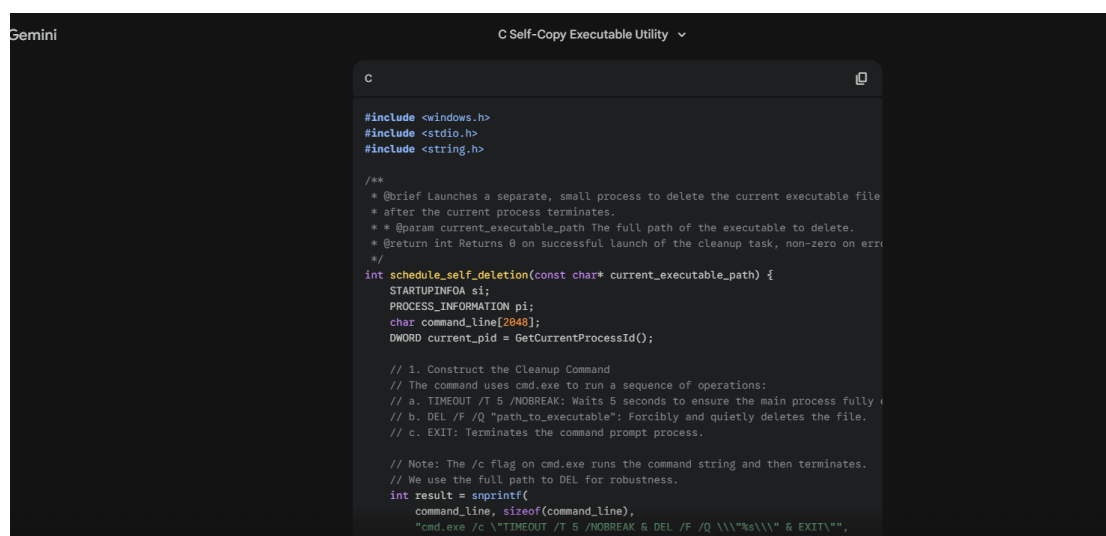 Gemini
C Self-Copy Executable Utility
C
#include <windows.h>
#include <stdio.h>
#include <string.h>
/**
* @brief Launches a separate, small process to delete the current executable file
* after the current process terminates.
* * @param current_executable_path The full path of the executable to delete.
* @return int Returns 0 on successful launch of the cleanup task, non-zero on erro
*/
int schedule_self_deletion(const char* current_executable_path) {
STARTUPINFOA si;
PROCESS_INFORMATION pi;
char command_line[2048];
DWORD current_pid = GetCurrentProcessId();
// 1. Construct the Cleanup Command
// The command uses cmd.exe to run a sequence of operations:
// a. TIMEOUT /T 5 /NOBREAK: Waits 5 seconds to ensure the main process fully
// b. DEL /F /Q "path_to_executable": Forcibly and quietly deletes the file.
// c. EXIT: Terminates the command prompt process.
// Note: The /c flag on cmd.exe runs the command string and then terminates.
// We use the full path to DEL for robustness.
int result = snprintf(
command_line, sizeof(command_line),
"cmd.exe /c \"TIMEOUT /T 5 /NOBREAK & DEL /F /Q \\\"%s\\\" & EXIT\"",